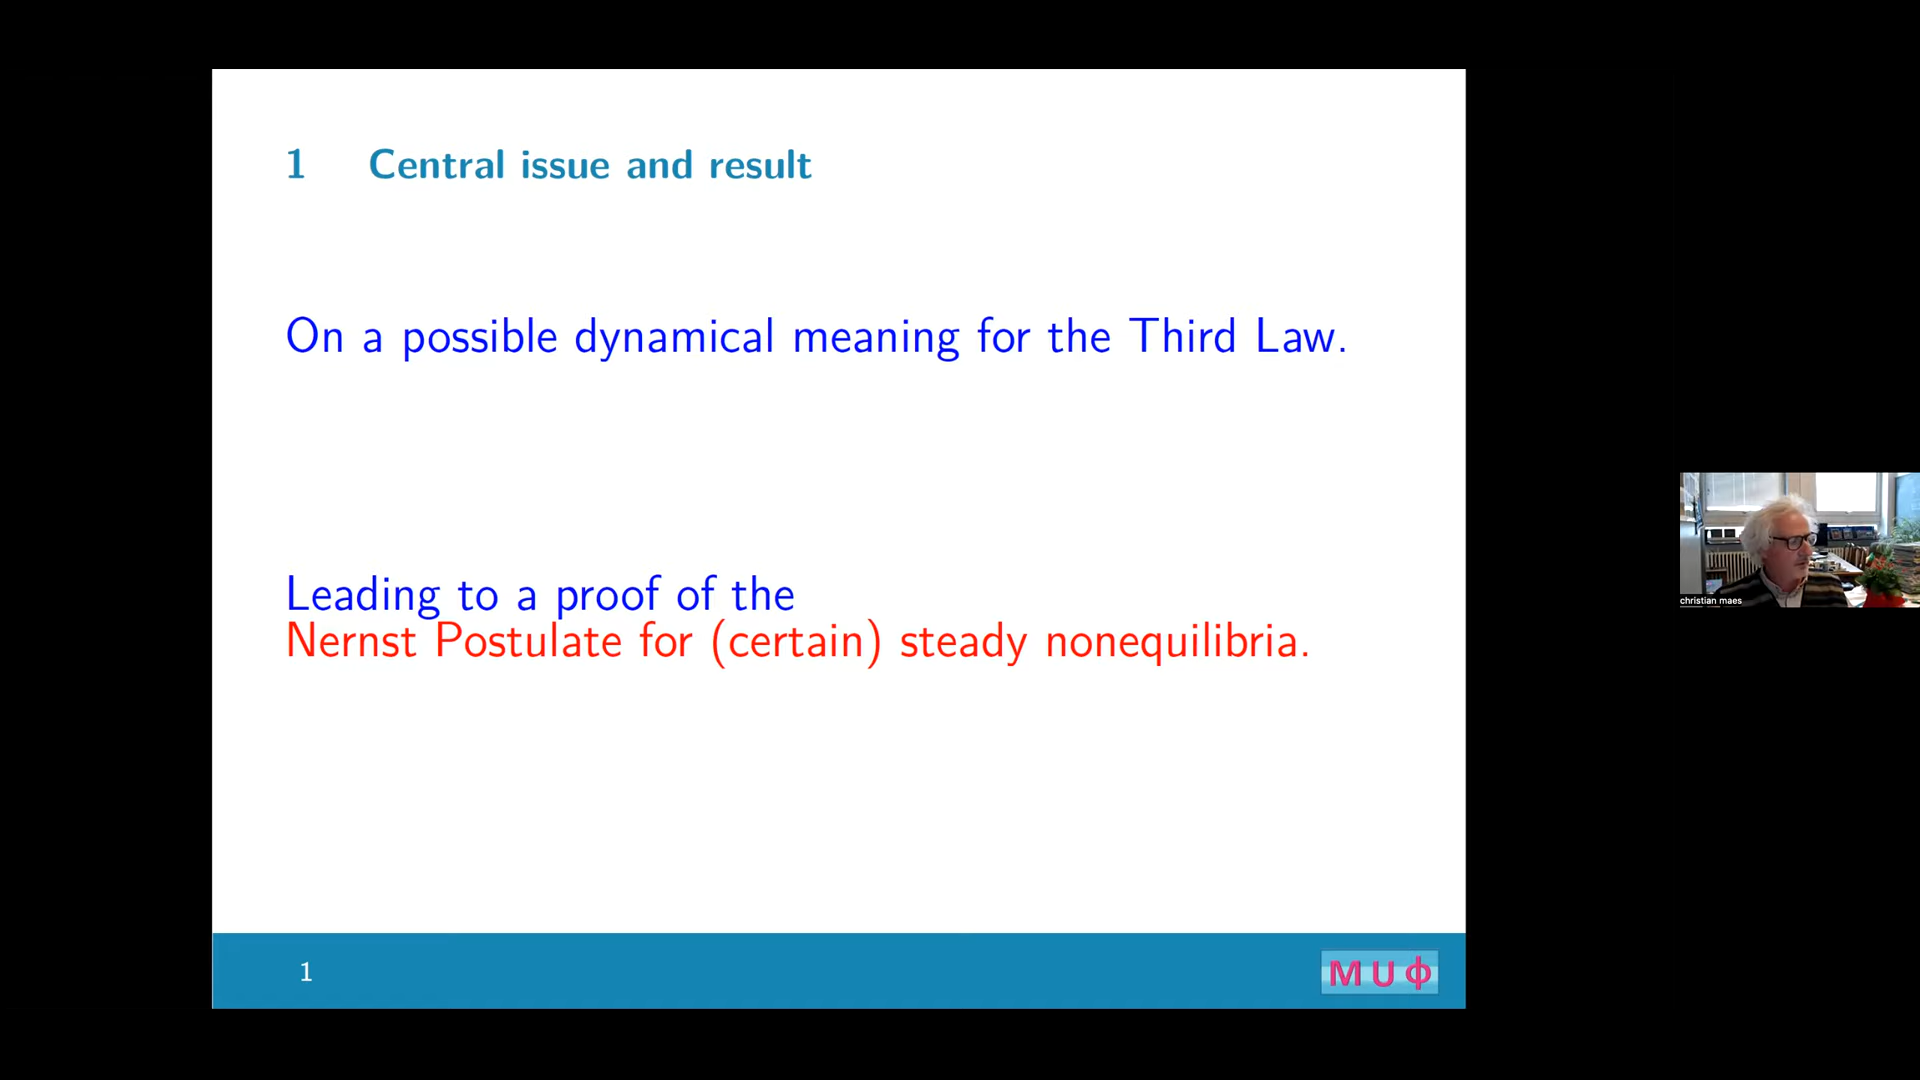 1 Central issue and result
On a possible dynamical meaning for the Third Law.
Leading to a proof of the
Nernst Postulate for (certain) steady nonequilibria.
1
M U Φ
christian maes